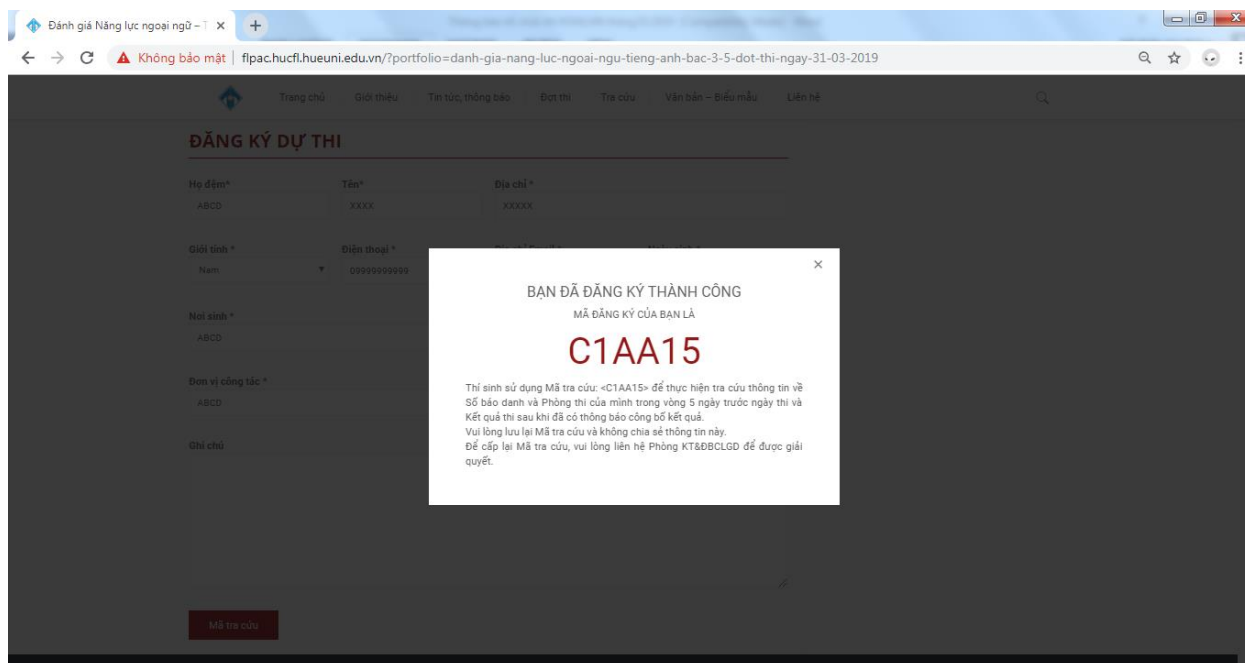 Đánh giá Năng lực ngoại ngữ – T
Không bảo mật | flpac.hucfl.hueuni.edu.vn/?portfolio=danh-gia-nang-luc-ngoai-ngu-tieng-anh-bac-3-5-dot-thi-ngay-31-03-2019
Trang chủ Giới thiệu Tin tức, thông báo Đợt thi Tra cứu Văn bản – Biểu mẫu Liên hệ
ĐĂNG KÝ DỰ THI
Họ đệm* Tên* Địa chỉ *
ABCD XXXX XXXXX
Giới tính * Điện thoại *
Nam 09999999999
Nơi sinh *
ABCD
Đơn vị công tác *
ABCD
Ghi chú
BẠN ĐÃ ĐĂNG KÝ THÀNH CÔNG
MÃ ĐĂNG KÝ CỦA BẠN LÀ
C1AA15
Thí sinh sử dụng Mã tra cứu: <C1AA15> để thực hiện tra cứu thông tin về
Số báo danh và Phòng thi của mình trong vòng 5 ngày trước ngày thi và
Kết quả thi sau khi đã có thông báo công bố kết quả.
Vui lòng lưu lại Mã tra cứu và không chia sẻ thông tin này.
Để cấp lại Mã tra cứu, vui lòng liên hệ Phòng KT&ĐBCLGD để được giải
quyết.
Mã tra cứu